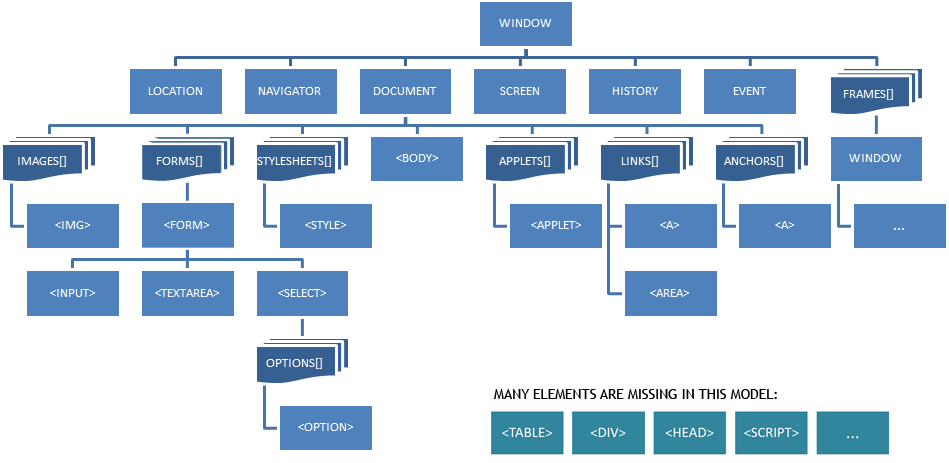 WINDOW
LOCATION
NAVIGATOR
DOCUMENT
SCREEN
HISTORY
EVENT
FRAMES[]
IMAGES[]
FORMS[]
STYLESHEETS[]
<BODY>
APPLETS[]
LINKS[]
ANCHORS[]
WINDOW
<IMG>
<FORM>
<STYLE>
<APPLET>
<A>
<A>
...
<INPUT>
<TEXTAREA>
<SELECT>
<AREA>
OPTIONS[]
<OPTION>
MANY ELEMENTS ARE MISSING IN THIS MODEL:
<TABLE>
<DIV>
<HEAD>
<SCRIPT>
...